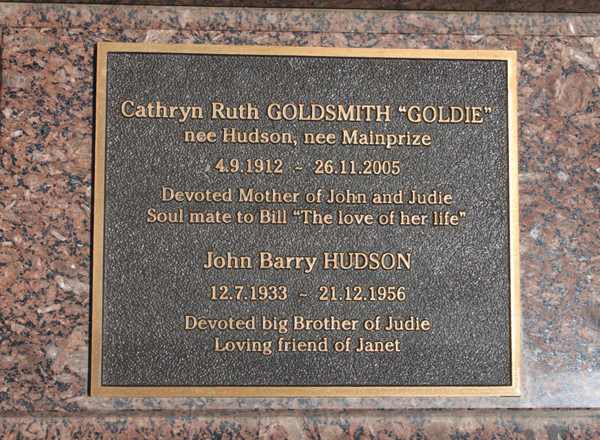 Cathryn Ruth GOLDSMITH "GOLDIE"
nee Hudson, nee Mainprize
4.9.1912 ~ 26.11.2005
Devoted Mother of John and Judie
Soul mate to Bill "The love of her life"
John Barry HUDSON
12.7.1933 ~ 21.12.1956
Devoted big Brother of Judie
Loving friend of Janet